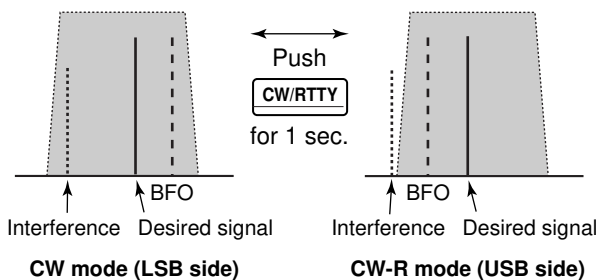 Push
CW/RTTY
for 1 sec.
BFO
Interference Desired signal
CW mode (LSB side)
BFO
Interference Desired signal
CW-R mode (USB side)